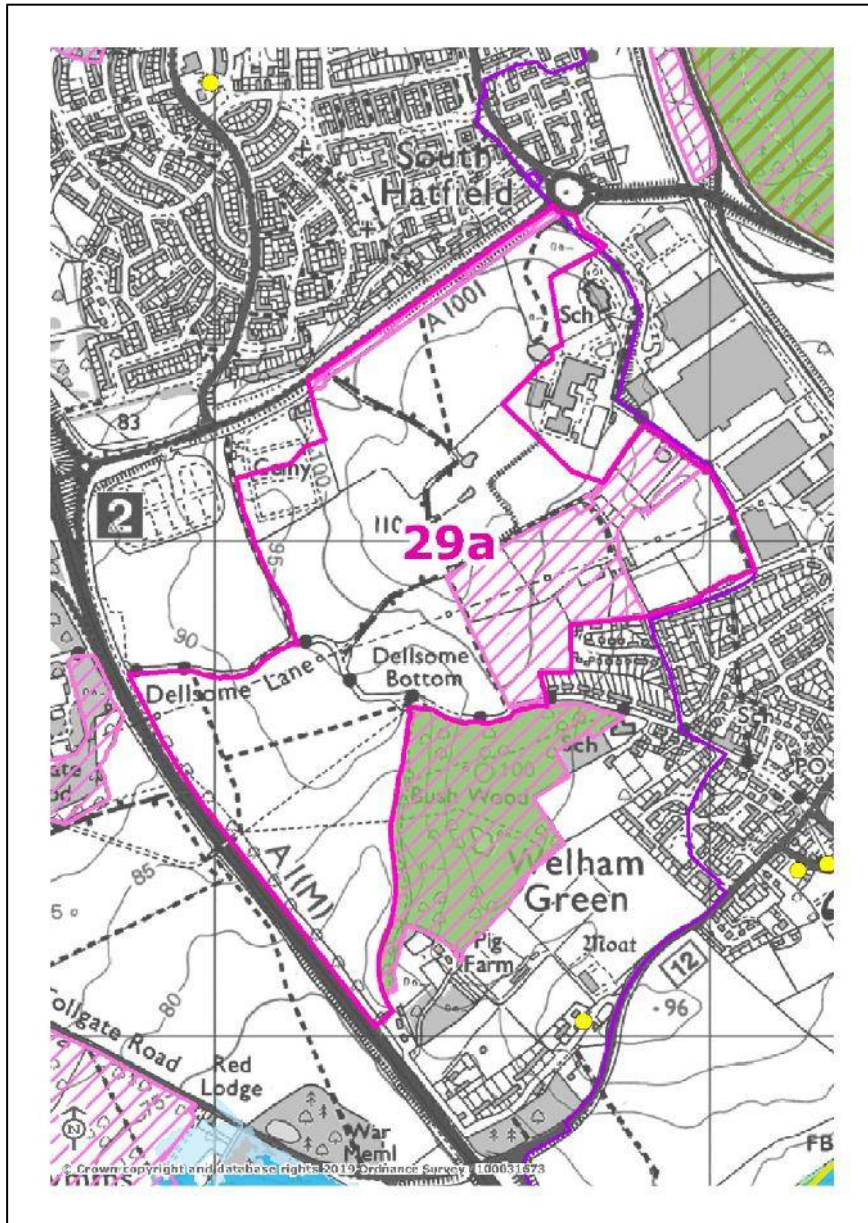 South
Hatfield
A1001
Sch
83
100
2
110
29a
95
90
Dellsome Lane
Dellsome
Bottom
Sch
Sch
100
Bush Wood
PO
A1(M)
Welham
Green
85
Pig
Farm
Moat
12
80
96
Tollgate Road
Red
Lodge
War
Meml
N
FB
© Crown copyright and database rights 2019 Ordnance Survey 100031673